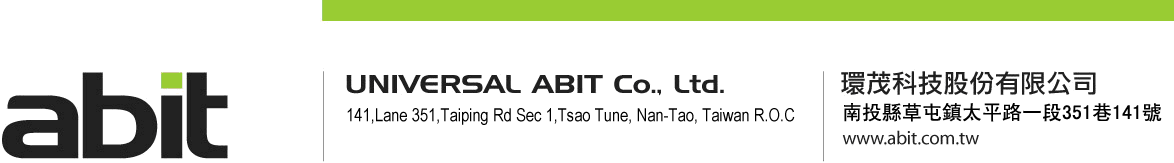 abit
UNIVERSAL ABIT Co., Ltd.
141,Lane 351,Taiping Rd Sec 1,Tsao Tune, Nan-Tao, Taiwan R.O.C
環茂科技股份有限公司
南投縣草屯鎮太平路一段351巷141號
www.abit.com.tw